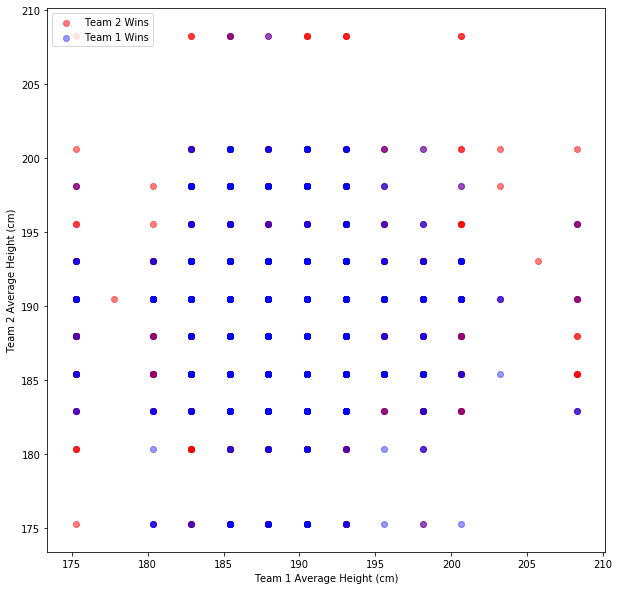 210
205
200
195
190
185
180
175
Team 2 Wins
Team 1 Wins
Team 2 Average Height (cm)
175 180 185 190 195 200 205 210
Team 1 Average Height (cm)